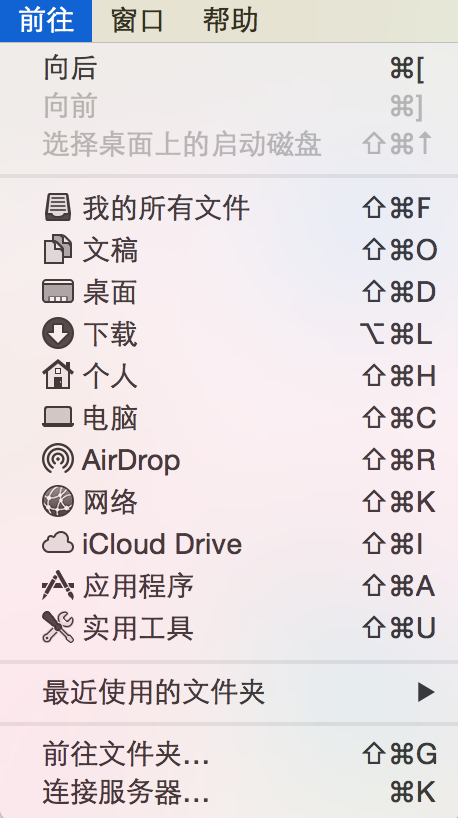 前往 窗口 帮助
向后 ⌘[
向前 ⌘]
选择桌面上的启动磁盘 ⇧⌘↑
我的所有文件 ⇧⌘F
文稿 ⇧⌘O
桌面 ⇧⌘D
下载 ⌥⌘L
个人 ⇧⌘H
电脑 ⇧⌘C
AirDrop ⇧⌘R
网络 ⇧⌘K
iCloud Drive ⇧⌘I
应用程序 ⇧⌘A
实用工具 ⇧⌘U
最近使用的文件夹 ▶
前往文件夹... ⇧⌘G
连接服务器... ⌘K